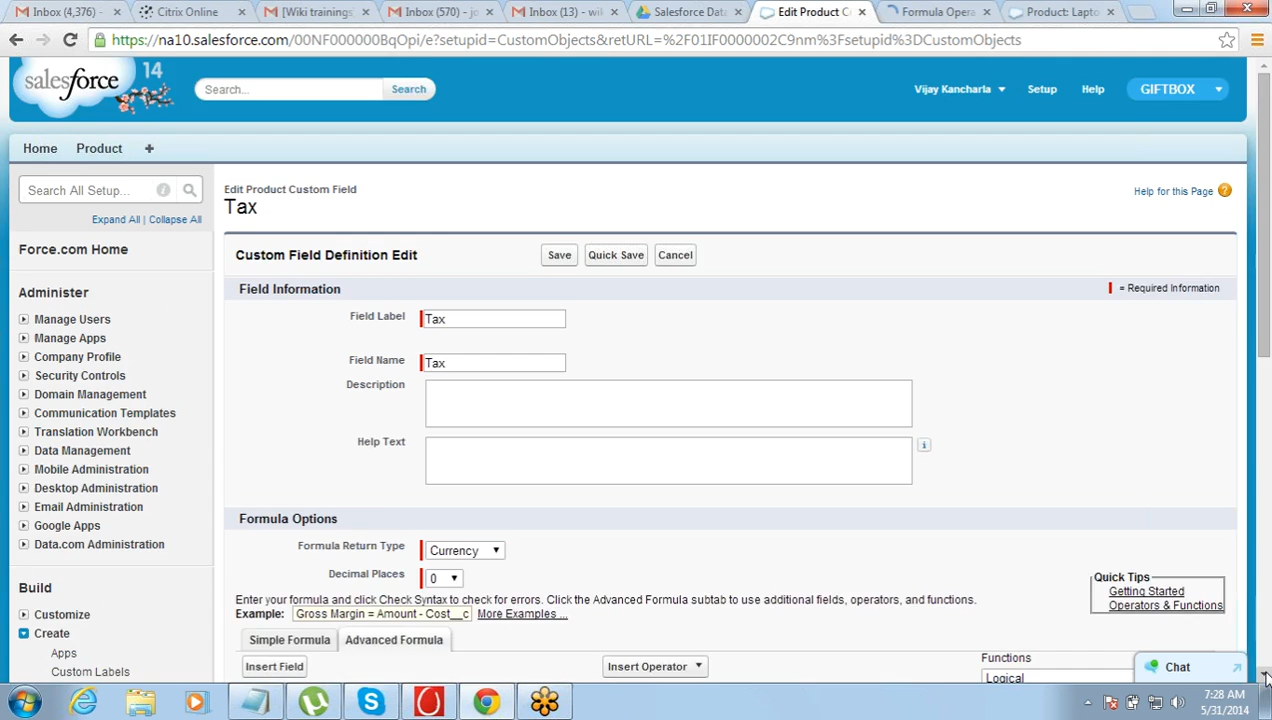 Inbox (4,376)
Citrix Online
[Wiki trainings]
Inbox (570) - jo
Inbox (13) - wik
Salesforce Data
Edit Product Co
Formula Opera
Product: Lapto
https://na10.salesforce.com/00NF000000BqOpi/e?setupid=CustomObjects&retURL=%2F01IF0000002C9nm%3Fsetupid%3DCustomObjects
salesforce
14
Search...
Search
Vijay Kancharla
Setup
Help
GIFTBOX
Home
Product
Search All Setup...
Expand All | Collapse All
Force.com Home
Administer
Manage Users
Manage Apps
Company Profile
Security Controls
Domain Management
Communication Templates
Translation Workbench
Data Management
Mobile Administration
Desktop Administration
Email Administration
Google Apps
Data.com Administration
Build
Customize
Create
Apps
Custom Labels
Edit Product Custom Field
Tax
Help for this Page
Custom Field Definition Edit
Save
Quick Save
Cancel
Field Information
= Required Information
Field Label
Tax
Field Name
Tax
Description
Help Text
Formula Options
Formula Return Type
Currency
Decimal Places
0
Quick Tips
Getting Started
Operators & Functions
Enter your formula and click Check Syntax to check for errors. Click the Advanced Formula subtab to use additional fields, operators, and functions.
Example:
Gross Margin = Amount - Cost__c
More Examples ...
Simple Formula
Advanced Formula
Insert Field
Insert Operator
Functions
Logical
Chat
7:28 AM
5/31/2014